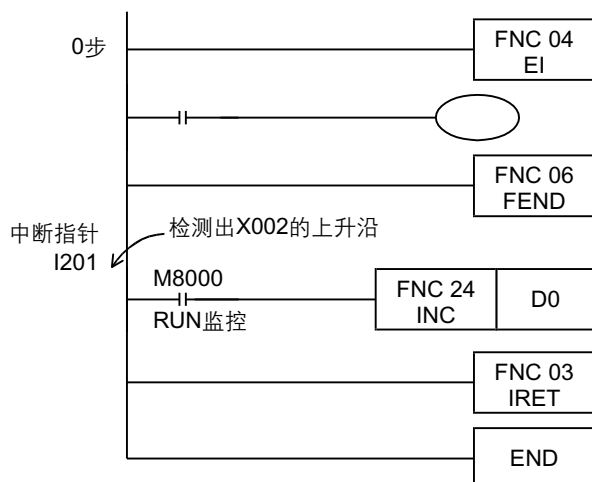 0步
FNC 04
EI
FNC 06
FEND
中断指针
I201
检测出X002的上升沿
M8000
RUN监控
FNC 24
INC
D0
FNC 03
IRET
END